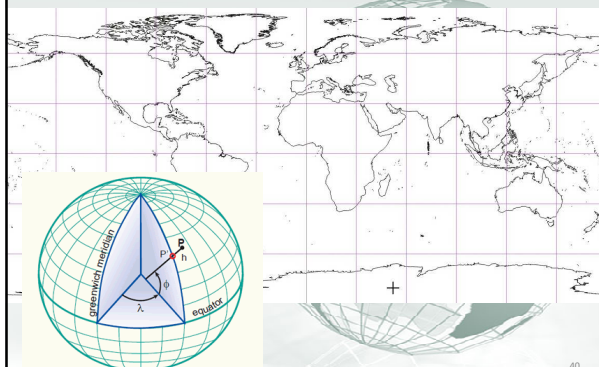 greenwich meridian
P
P'
h
φ
λ
equator
40